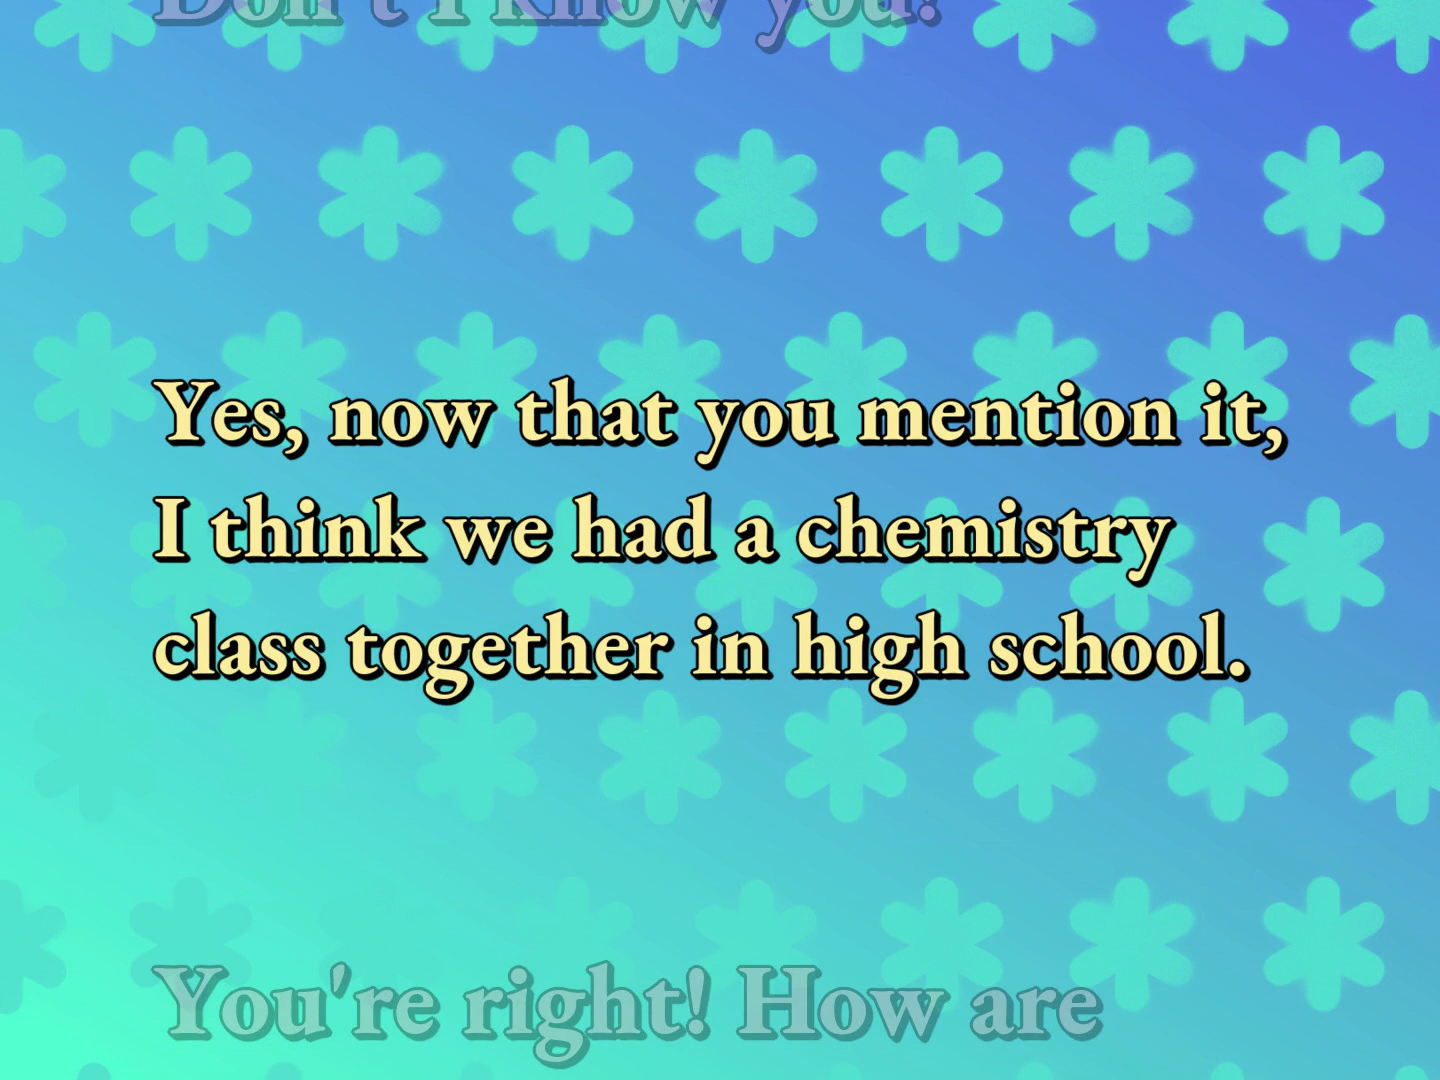 Don't I know you?
Yes, now that you mention it,
I think we had a chemistry
class together in high school.
You're right! How are